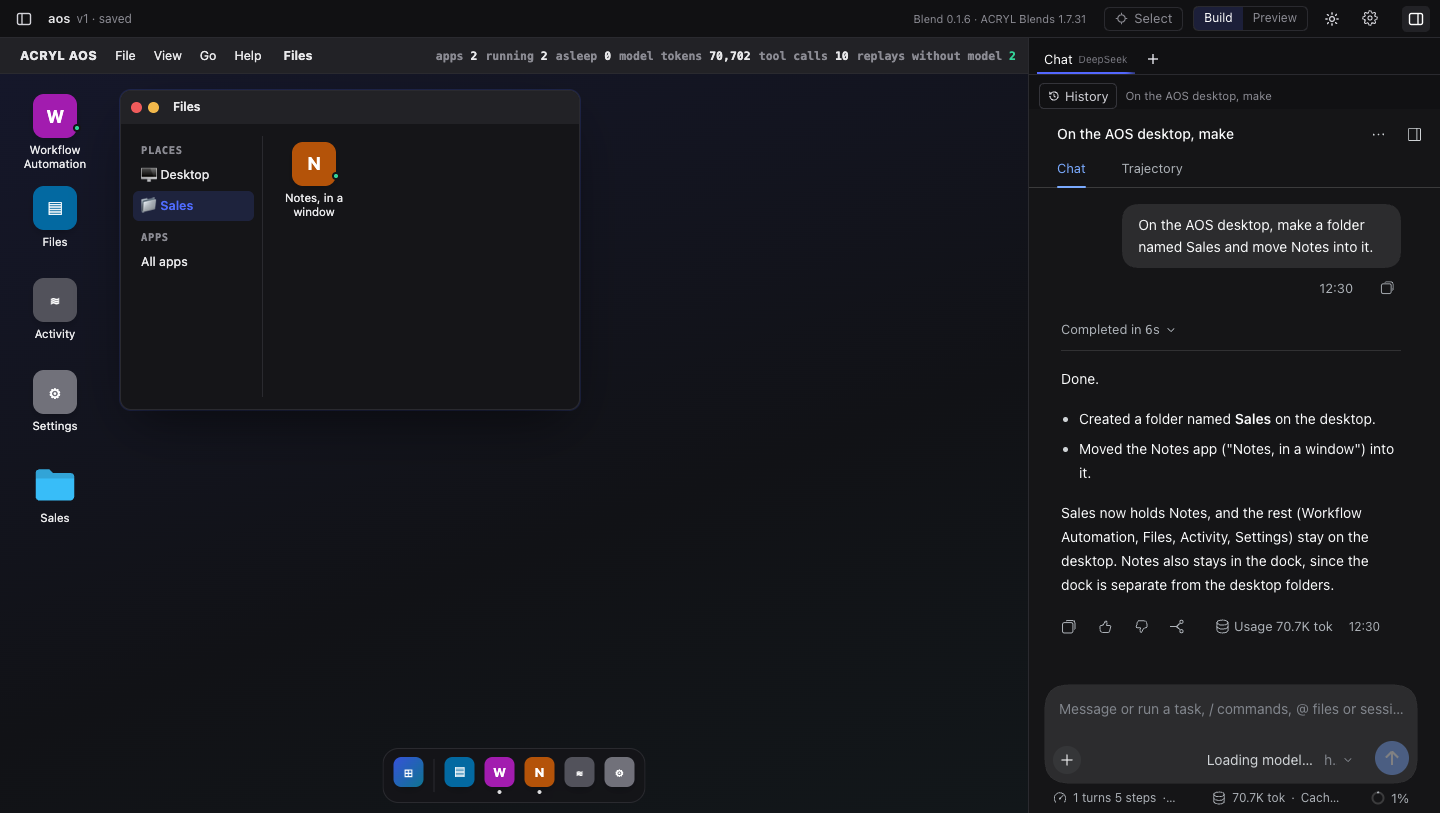 aos v1 · saved
Blend 0.1.6 · ACRYL Blends 1.7.31
Select
Build
Preview
ACRYL AOS File View Go Help Files
apps 2 running 2 asleep 0 model tokens 70,702 tool calls 10 replays without model 2
W
Workflow
Automation
Files
Activity
Settings
Sales
Files
PLACES
Desktop
Sales
APPS
All apps
N
Notes, in a
window
W
N
Chat DeepSeek
History
On the AOS desktop, make
On the AOS desktop, make
Chat
Trajectory
On the AOS desktop, make a folder
named Sales and move Notes into it.
12:30
Completed in 6s
Done.
• Created a folder named Sales on the desktop.
• Moved the Notes app ("Notes, in a window") into
it.
Sales now holds Notes, and the rest (Workflow
Automation, Files, Activity, Settings) stay on the
desktop. Notes also stays in the dock, since the
dock is separate from the desktop folders.
Usage 70.7K tok 12:30
Message or run a task, / commands, @ files or sessi...
Loading model... h.
1 turns 5 steps ·...
70.7K tok · Cach...
1%